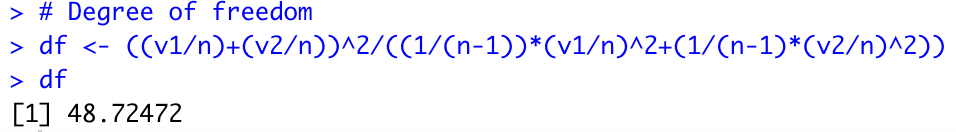 > # Degree of freedom
> df <- ((v1/n)+(v2/n))^2/((1/(n-1))*(v1/n)^2+(1/(n-1)*(v2/n)^2))
> df
[1] 48.72472